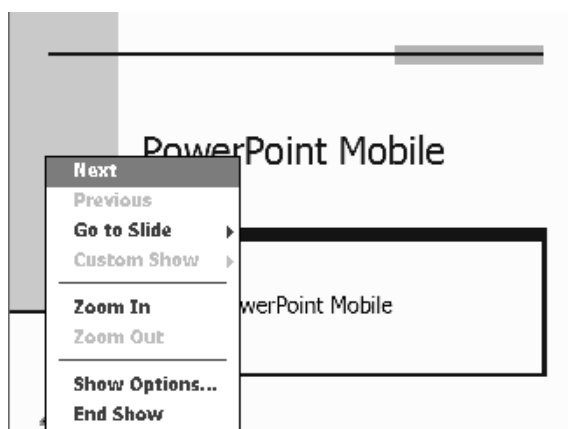 PowerPoint Mobile
Next
Previous
Go to Slide
Custom Show
Zoom In
werPoint Mobile
Zoom Out
Show Options...
End Show